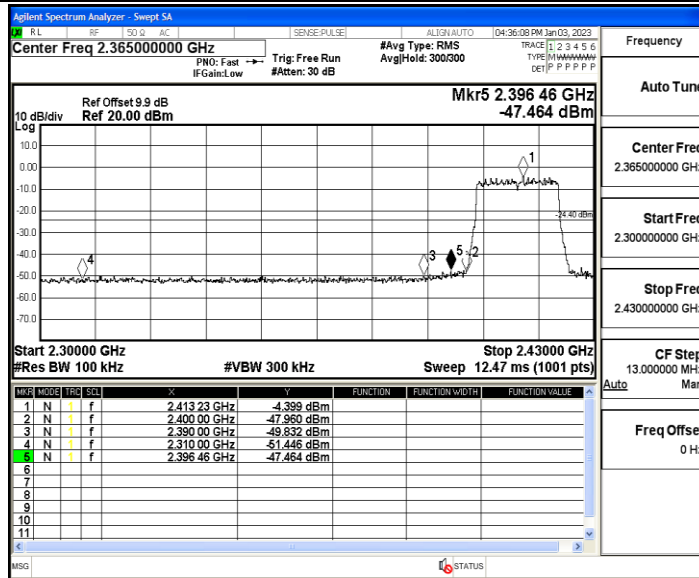 Agilent Spectrum Analyzer - Swept SA
RL RF 50 Ω AC SENSE:PULSE ALIGN AUTO 04:36:08 PM Jan 03, 2023
Center Freq 2.365000000 GHz
PNO: Fast
IFGain:Low
Trig: Free Run
#Atten: 30 dB
#Avg Type: RMS
Avg|Hold: 300/300
TRACE 1 2 3 4 5 6
TYPE M
DET P P P P P P
Ref Offset 9.9 dB
10 dB/div Ref 20.00 dBm
Log
Mkr5 2.396 46 GHz
-47.464 dBm
10.0
0.00
-10.0
-20.0
-30.0
-40.0
-50.0
-60.0
-70.0
1
-24.40 dBm
4
3
5
2
Start 2.30000 GHz
Stop 2.43000 GHz
#Res BW 100 kHz #VBW 300 kHz Sweep 12.47 ms (1001 pts)
MKR MODE TRC SCL X Y FUNCTION FUNCTION WIDTH FUNCTION VALUE
1 N 1 f 2.413 23 GHz -4.399 dBm
2 N 1 f 2.400 00 GHz -47.960 dBm
3 N 1 f 2.390 00 GHz -49.832 dBm
4 N 1 f 2.310 00 GHz -51.446 dBm
5 N 1 f 2.396 46 GHz -47.464 dBm
6
7
8
9
10
11
MSG STATUS
Frequency
Auto Tune
Center Freq
2.365000000 GHz
Start Freq
2.300000000 GHz
Stop Freq
2.430000000 GHz
CF Step
13.000000 MHz
Auto Man
Freq Offset
0 Hz